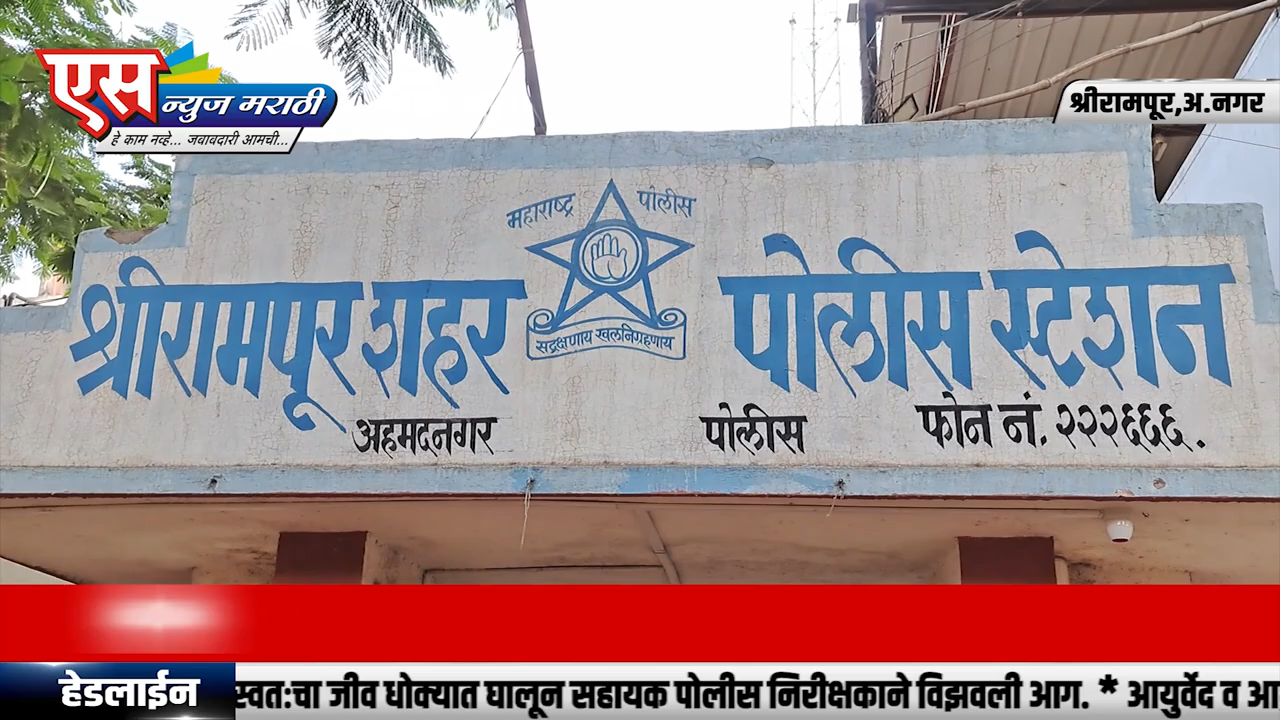 एस
न्युज मराठी
हे काम नव्हे... जवाबदारी आमची...
श्रीरामपूर,अ.नगर
महाराष्ट्र पोलीस
श्रीरामपूर शहर पोलीस स्टेशन
सद्रक्षणाय खलनिग्रहणाय
अहमदनगर पोलीस फोन नं. २२२६६६.
हेडलाईन
स्वत:चा जीव धोक्यात घालून सहायक पोलीस निरीक्षकाने विझवली आग. * आयुर्वेद व आ